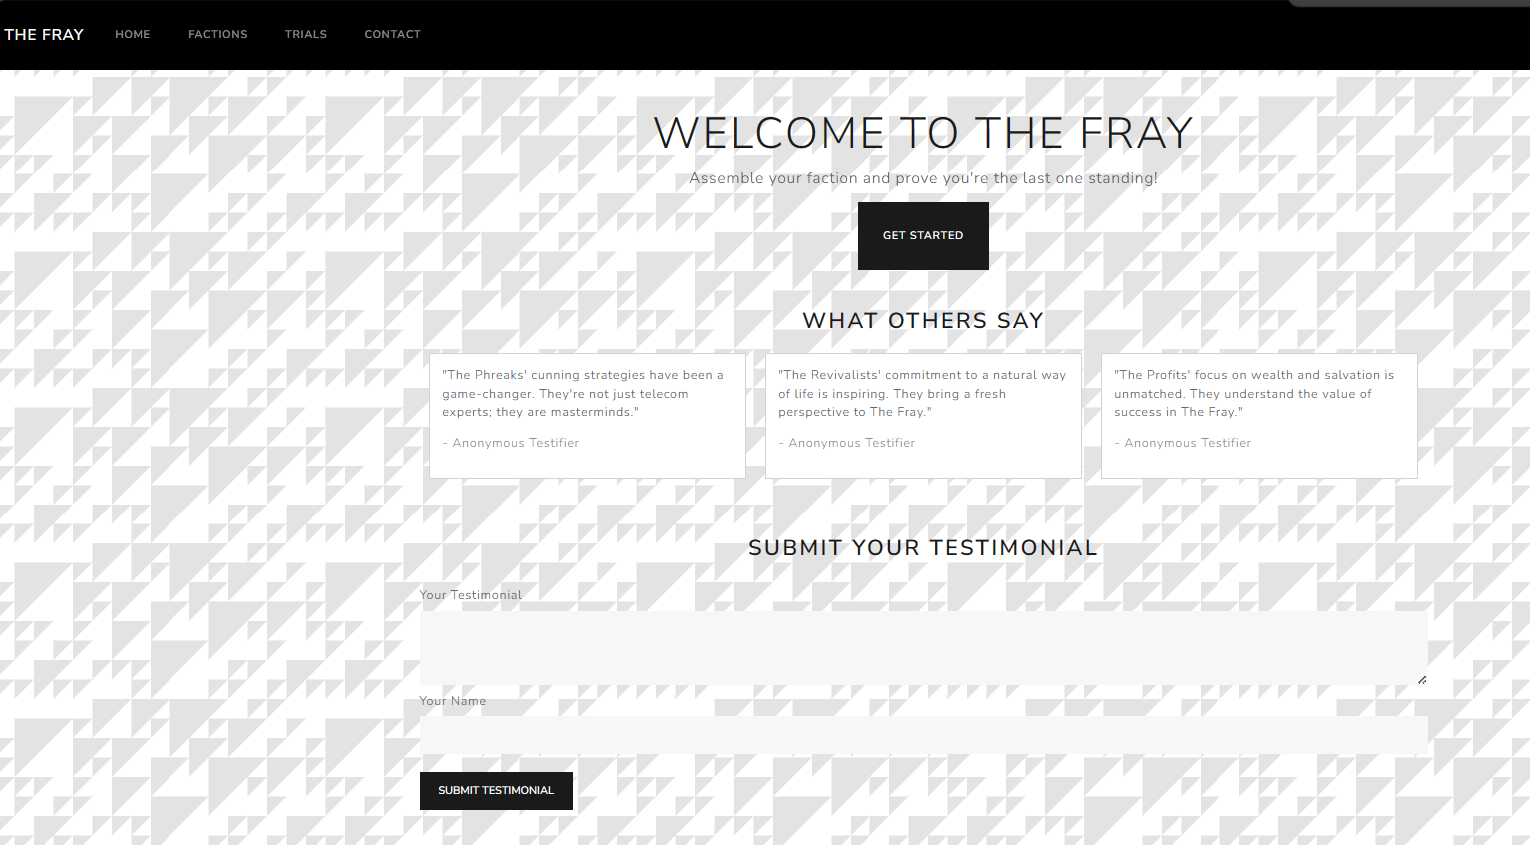 THE FRAY HOME FACTIONS TRIALS CONTACT
WELCOME TO THE FRAY
Assemble your faction and prove you're the last one standing!
GET STARTED
WHAT OTHERS SAY
"The Phreaks' cunning strategies have been a
game-changer. They're not just telecom
experts; they are masterminds."
- Anonymous Testifier
"The Revivalists' commitment to a natural way
of life is inspiring. They bring a fresh
perspective to The Fray."
- Anonymous Testifier
"The Profits' focus on wealth and salvation is
unmatched. They understand the value of
success in The Fray."
- Anonymous Testifier
SUBMIT YOUR TESTIMONIAL
Your Testimonial
Your Name
SUBMIT TESTIMONIAL